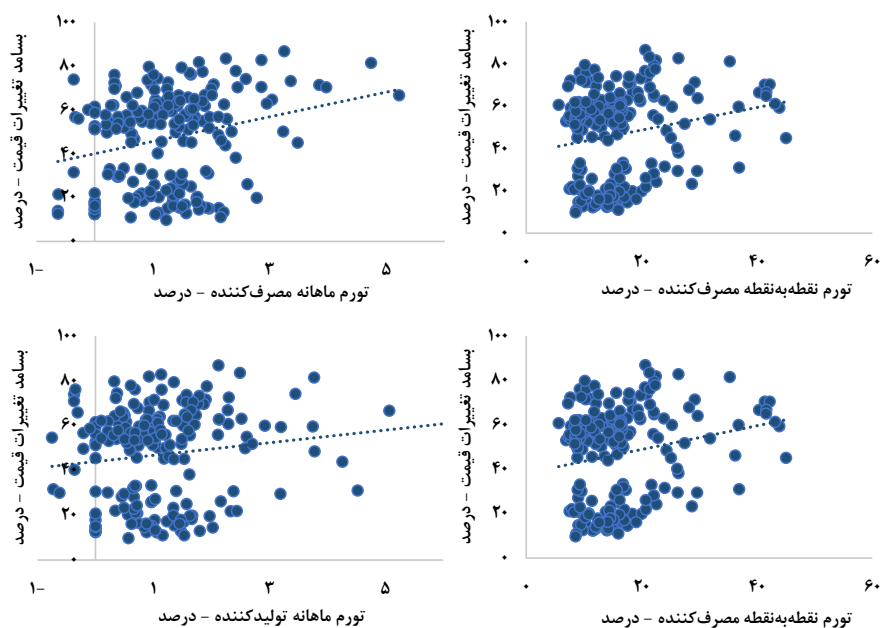 بسامد تغییرات قیمت – درصد
۱۰۰
۸۰
۶۰
۴۰
۲۰
۰
۰ ۲۰ ۴۰ ۶۰
تورم نقطه‌به‌نقطه مصرف‌کننده – درصد
بسامد تغییرات قیمت – درصد
۱۰۰
۸۰
۶۰
۴۰
۲۰
۰
۱– ۱ ۳ ۵
تورم ماهانه مصرف‌کننده – درصد
بسامد تغییرات قیمت – درصد
۱۰۰
۸۰
۶۰
۴۰
۲۰
۰
۰ ۲۰ ۴۰ ۶۰
تورم نقطه‌به‌نقطه مصرف‌کننده – درصد
بسامد تغییرات قیمت – درصد
۱۰۰
۸۰
۶۰
۴۰
۲۰
۰
۱– ۱ ۳ ۵
تورم ماهانه تولیدکننده – درصد